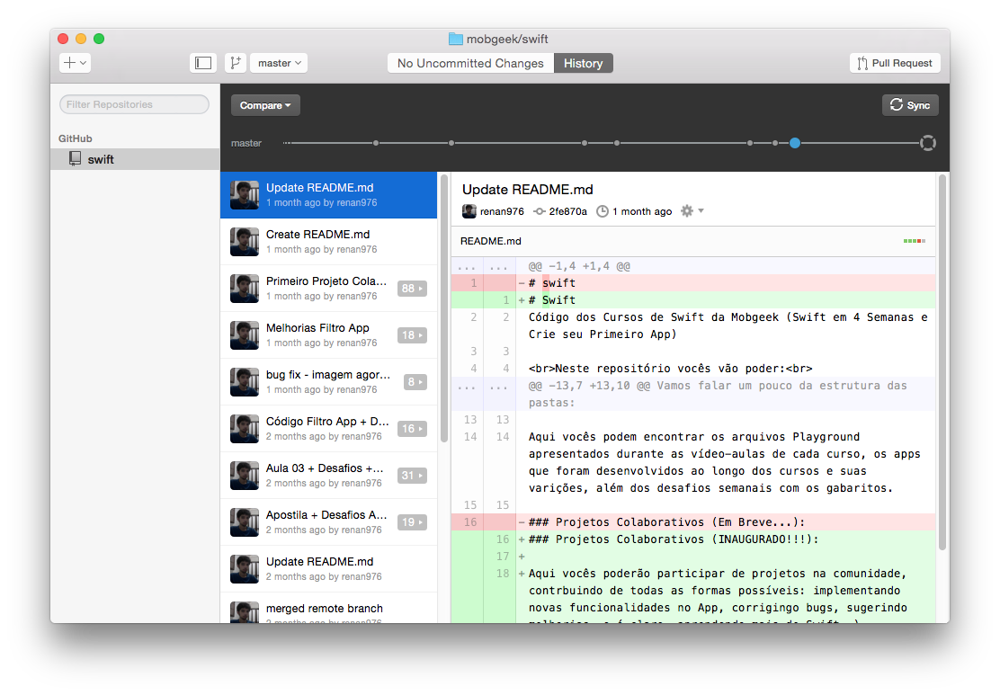 mobgeek/swift
master
No Uncommitted Changes
History
Pull Request
Filter Repositories
GitHub
swift
Compare
Sync
master
Update README.md
1 month ago by renan976
Create README.md
1 month ago by renan976
Primeiro Projeto Cola...
1 month ago by renan976
88
Melhorias Filtro App
1 month ago by renan976
18
bug fix - imagem agor...
1 month ago by renan976
8
Código Filtro App + D...
2 months ago by renan976
16
Aula 03 + Desafios +...
2 months ago by renan976
31
Apostila + Desafios A...
2 months ago by renan976
19
Update README.md
2 months ago by renan976
merged remote branch
2 months ago by renan976
Update README.md
renan976 2fe870a 1 month ago
README.md
... ... @@ -1,4 +1,4 @@
1 - # swift
1 + # Swift
2 2 Código dos Cursos de Swift da Mobgeek (Swift em 4 Semanas e
Crie seu Primeiro App)
3 3
4 4 <br>Neste repositório vocês vão poder:<br>
... ... @@ -13,7 +13,10 @@ Vamos falar um pouco da estrutura das
pastas:
13 13
14 14 Aqui vocês podem encontrar os arquivos Playground
apresentados durante as vídeo-aulas de cada curso, os apps
que foram desenvolvidos ao longo dos cursos e suas
varições, além dos desafios semanais com os gabaritos.
15 15
16 - ### Projetos Colaborativos (Em Breve...):
16 + ### Projetos Colaborativos (INAUGURADO!!!):
17 +
18 + Aqui vocês poderão participar de projetos na comunidade,
contrbuindo de todas as formas possíveis: implementando
novas funcionalidades no App, corrigingo bugs, sugerindo
melhorias, e é claro, aprendendo mais de Swift